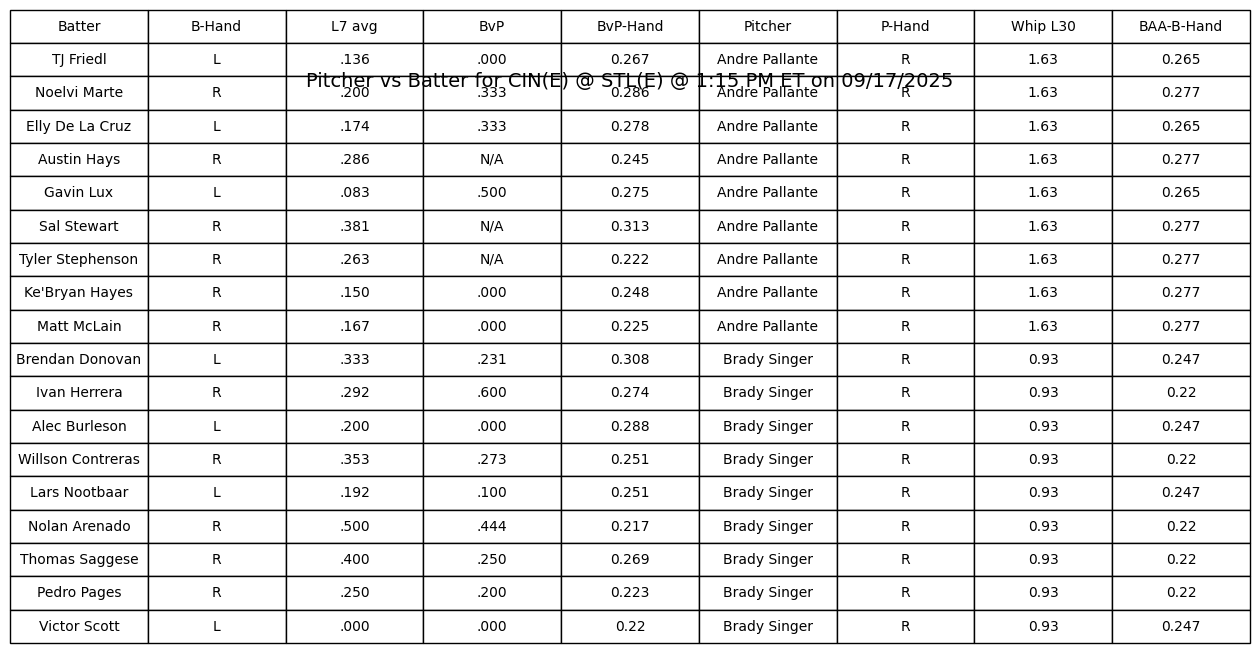 Batter B-Hand L7 avg BvP BvP-Hand Pitcher P-Hand Whip L30 BAA-B-Hand
TJ Friedl L .136 .000 0.267 Andre Pallante R 1.63 0.265
Pitcher vs Batter for CIN(E) @ STL(E) @ 1:15 PM ET on 09/17/2025
Noelvi Marte R .200 .333 0.286 Andre Pallante R 1.63 0.277
Elly De La Cruz L .174 .333 0.278 Andre Pallante R 1.63 0.265
Austin Hays R .286 N/A 0.245 Andre Pallante R 1.63 0.277
Gavin Lux L .083 .500 0.275 Andre Pallante R 1.63 0.265
Sal Stewart R .381 N/A 0.313 Andre Pallante R 1.63 0.277
Tyler Stephenson R .263 N/A 0.222 Andre Pallante R 1.63 0.277
Ke'Bryan Hayes R .150 .000 0.248 Andre Pallante R 1.63 0.277
Matt McLain R .167 .000 0.225 Andre Pallante R 1.63 0.277
Brendan Donovan L .333 .231 0.308 Brady Singer R 0.93 0.247
Ivan Herrera R .292 .600 0.274 Brady Singer R 0.93 0.22
Alec Burleson L .200 .000 0.288 Brady Singer R 0.93 0.247
Willson Contreras R .353 .273 0.251 Brady Singer R 0.93 0.22
Lars Nootbaar L .192 .100 0.251 Brady Singer R 0.93 0.247
Nolan Arenado R .500 .444 0.217 Brady Singer R 0.93 0.22
Thomas Saggese R .400 .250 0.269 Brady Singer R 0.93 0.22
Pedro Pages R .250 .200 0.223 Brady Singer R 0.93 0.22
Victor Scott L .000 .000 0.22 Brady Singer R 0.93 0.247